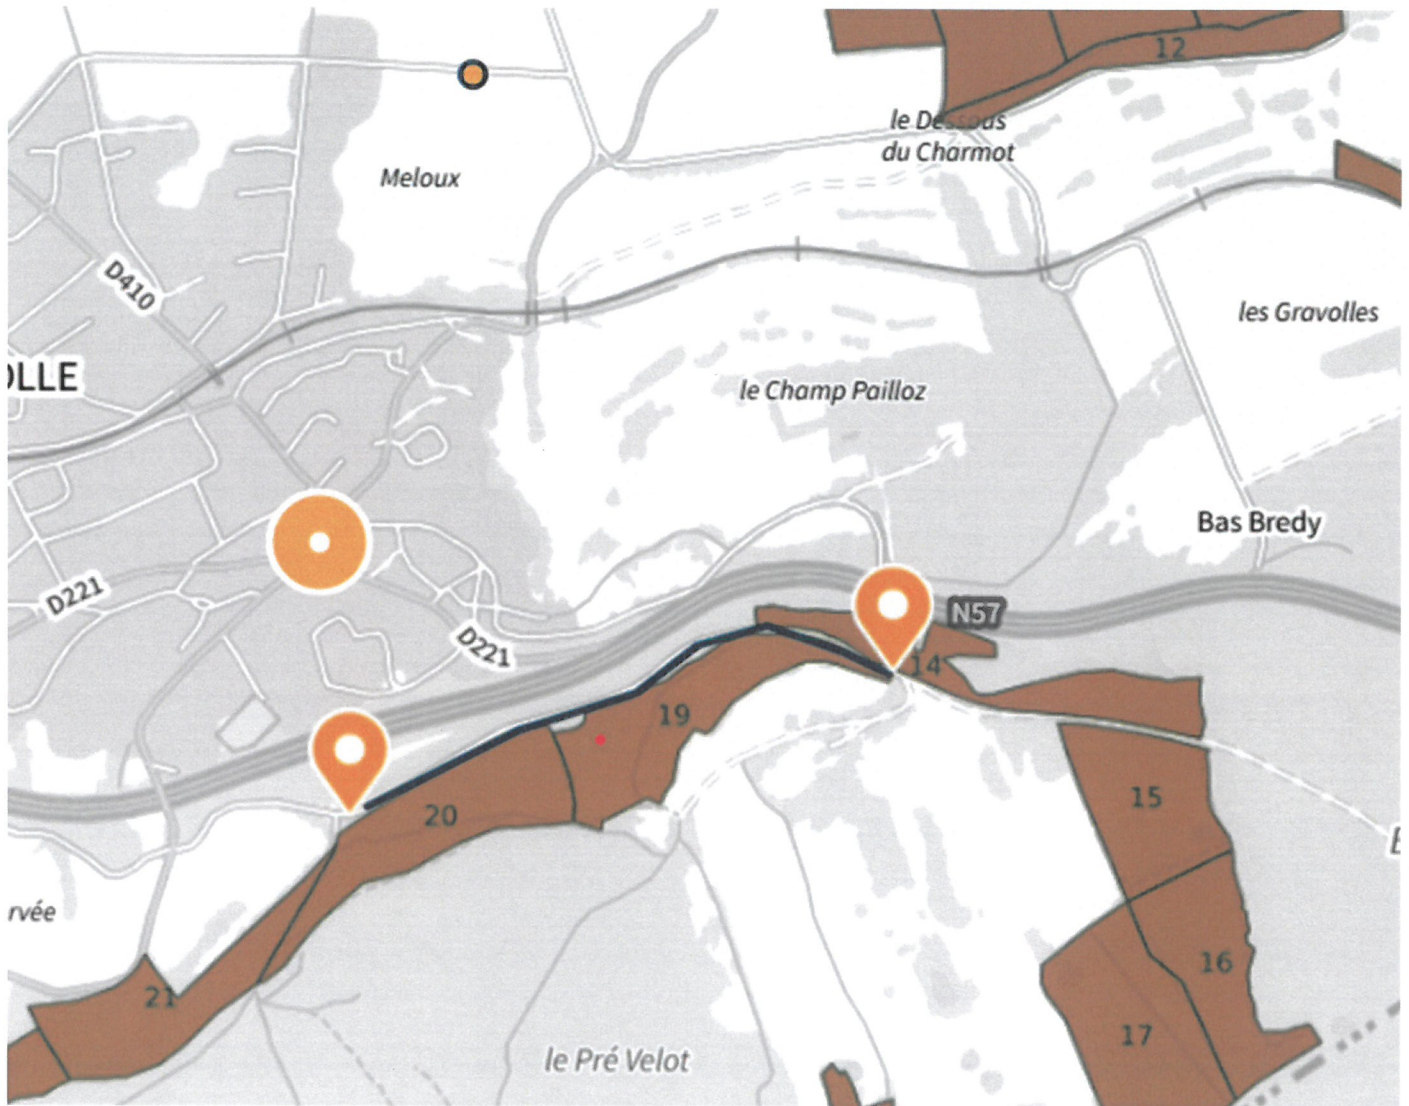 12
le Dessous
du Charmot
Meloux
D410
les Gravolles
OLLE
le Champ Pailloz
Bas Bredy
D221
N57
D221
14
19
15
20
rvée
16
21
17
le Pré Velot